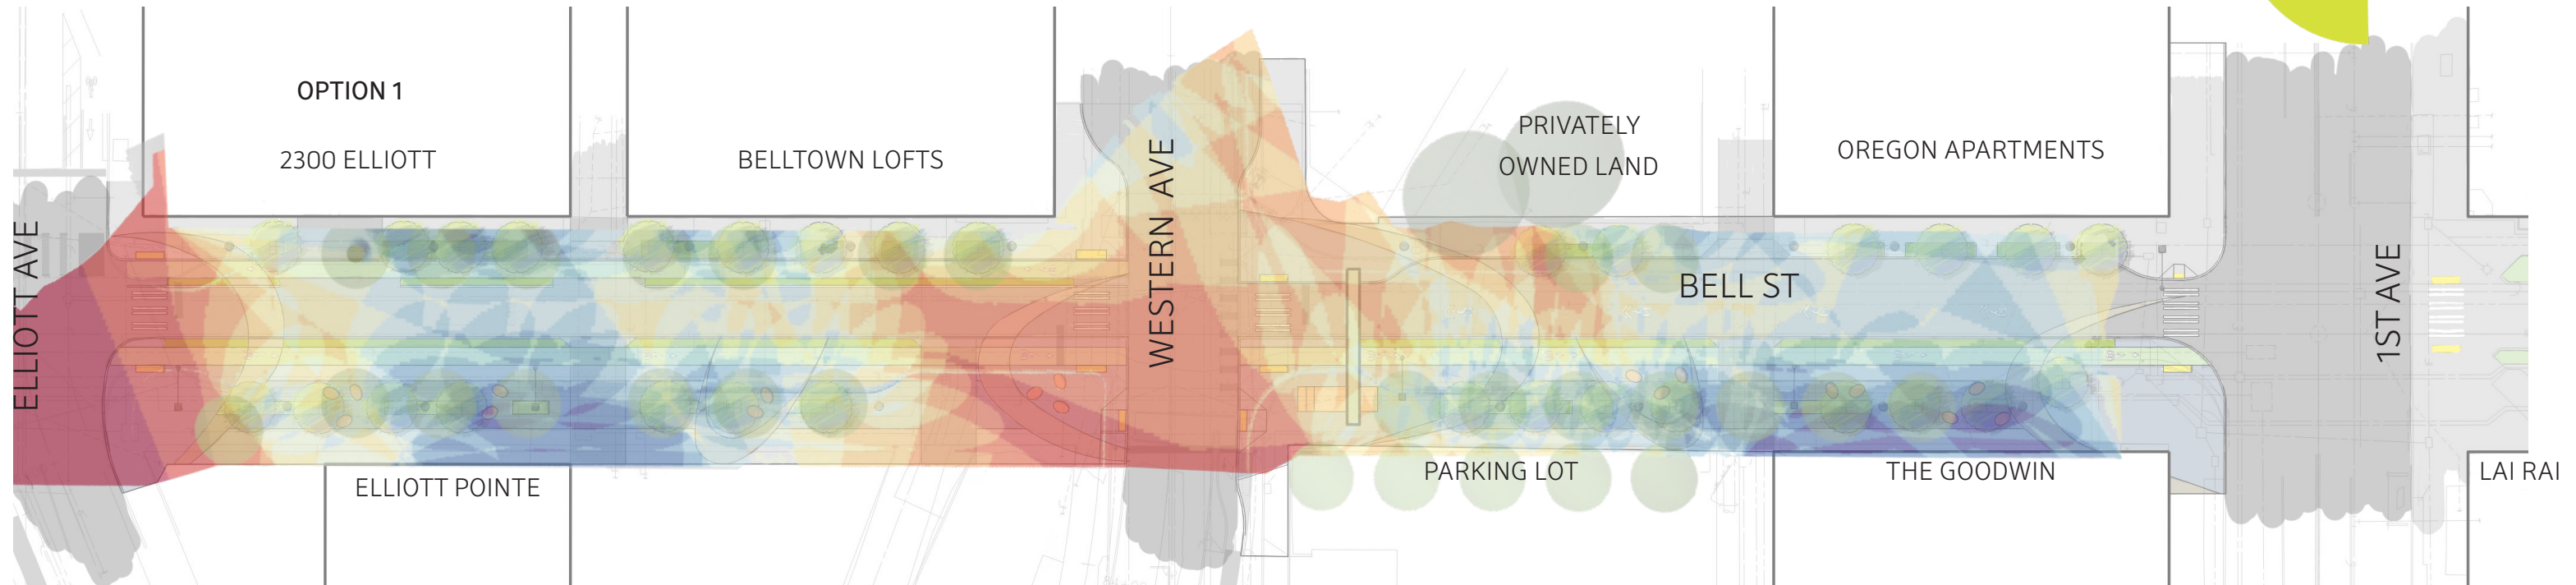 OPTION 1
2300 ELLIOTT
BELLTOWN LOFTS
PRIVATELY
OWNED LAND
OREGON APARTMENTS
ELLIOTT AVE
WESTERN AVE
BELL ST
1ST AVE
ELLIOTT POINTE
PARKING LOT
THE GOODWIN
LAI RAI